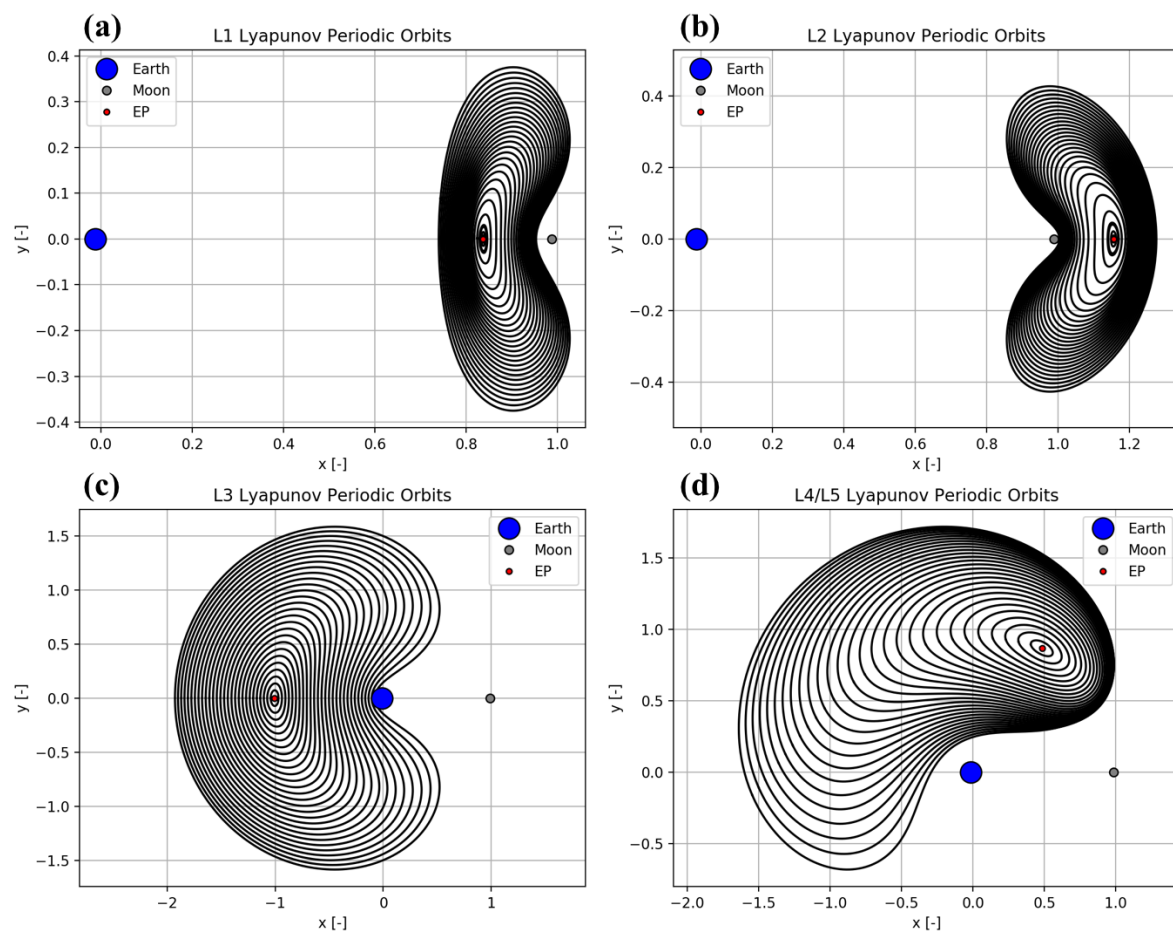 (a)
L1 Lyapunov Periodic Orbits
Earth
Moon
EP
0.4
0.3
0.2
0.1
0.0
−0.1
−0.2
−0.3
−0.4
y [-]
0.0 0.2 0.4 0.6 0.8 1.0
x [-]
(b)
L2 Lyapunov Periodic Orbits
Earth
Moon
EP
0.4
0.2
0.0
−0.2
−0.4
y [-]
0.0 0.2 0.4 0.6 0.8 1.0 1.2
x [-]
(c)
L3 Lyapunov Periodic Orbits
Earth
Moon
EP
1.5
1.0
0.5
0.0
−0.5
−1.0
−1.5
y [-]
−2 −1 0 1
x [-]
(d)
L4/L5 Lyapunov Periodic Orbits
Earth
Moon
EP
1.5
1.0
0.5
0.0
−0.5
y [-]
−2.0 −1.5 −1.0 −0.5 0.0 0.5 1.0
x [-]